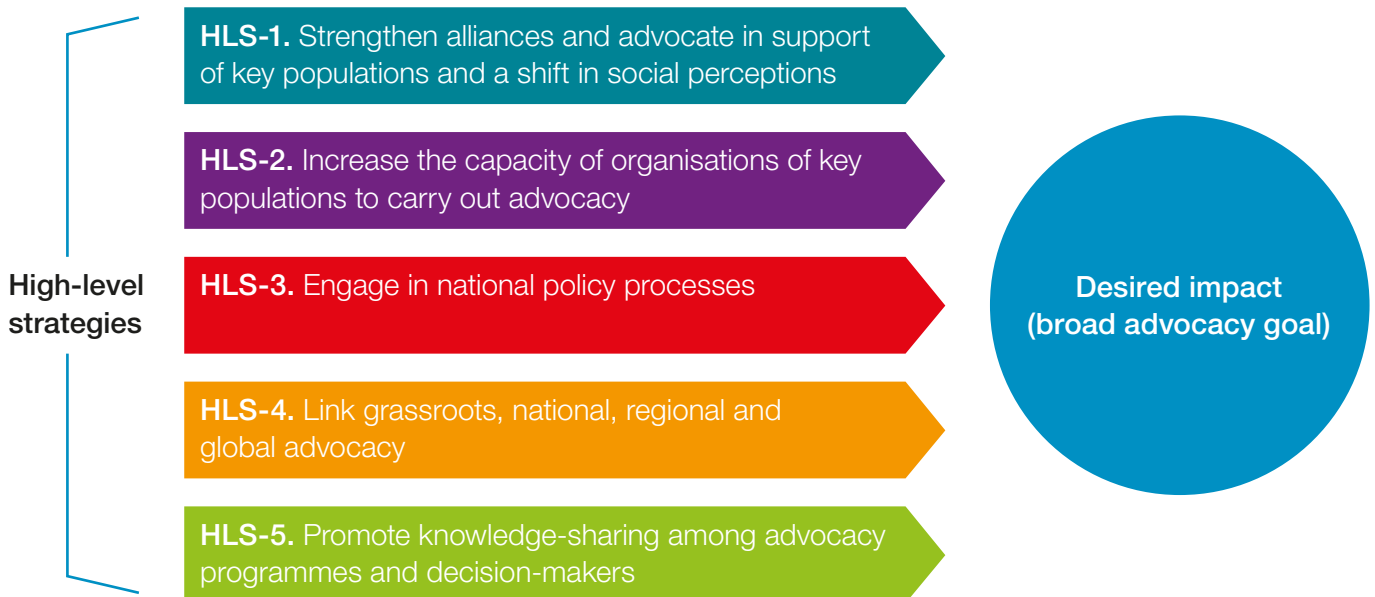 High-level
strategies
HLS-1. Strengthen alliances and advocate in support
of key populations and a shift in social perceptions
HLS-2. Increase the capacity of organisations of key
populations to carry out advocacy
HLS-3. Engage in national policy processes
HLS-4. Link grassroots, national, regional and
global advocacy
HLS-5. Promote knowledge-sharing among advocacy
programmes and decision-makers
Desired impact
(broad advocacy goal)